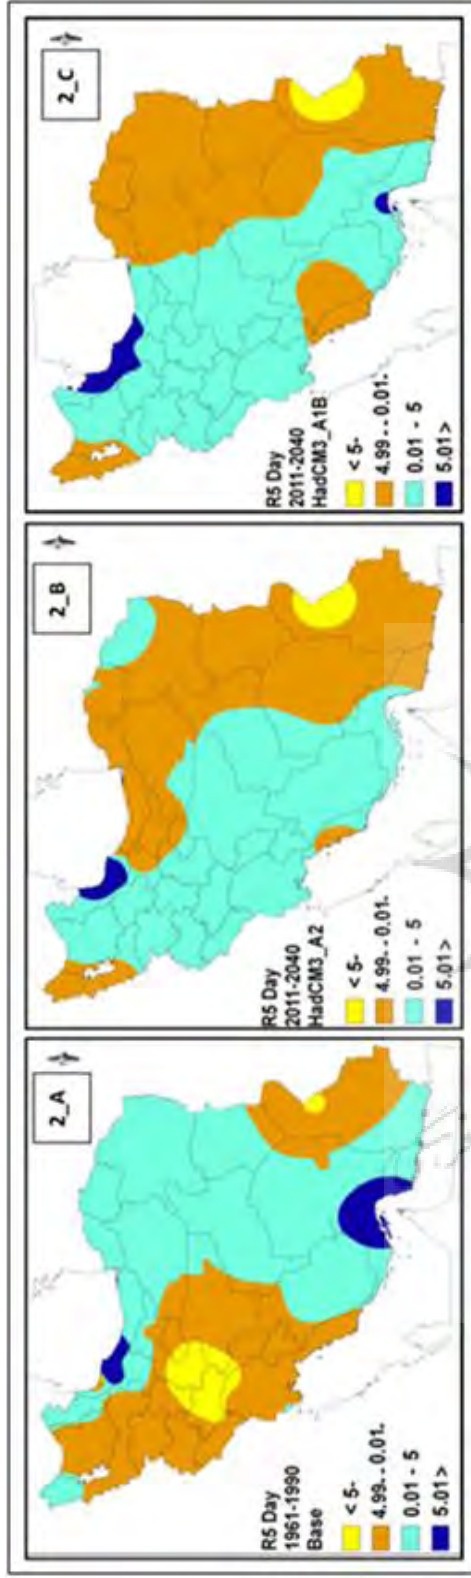 2_A
R5 Day
1961-1990
Base
< 5-
4.99- - 0.01-
0.01 - 5
5.01>
2_B
R5 Day
2011-2040
HadCM3_A2
< 5-
4.99- - 0.01-
0.01 - 5
5.01>
2_C
R5 Day
2011-2040
HadCM3_A1B
< 5-
4.99- - 0.01-
0.01 - 5
5.01>